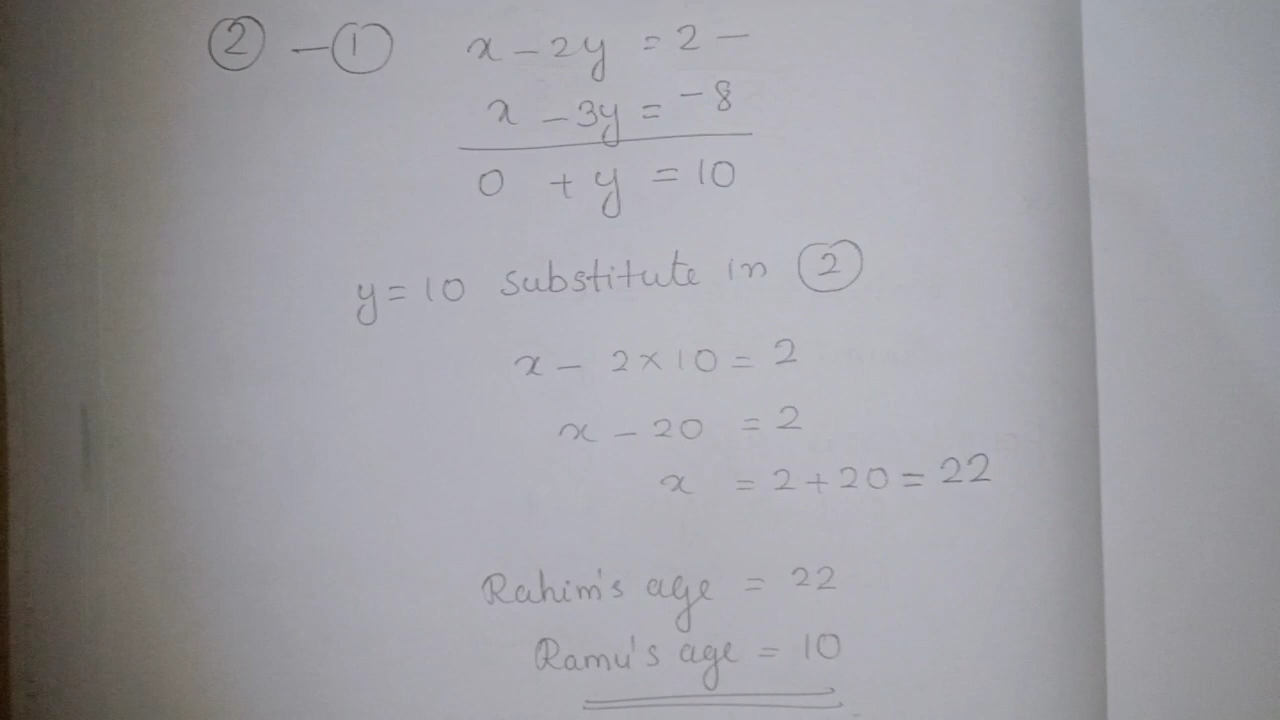 ② - ① x - 2y = 2 -
x - 3y = -8
0 + y = 10
y = 10 substitute in ②
x - 2 × 10 = 2
x - 20 = 2
x = 2 + 20 = 22
Rahim's age = 22
Ramu's age = 10